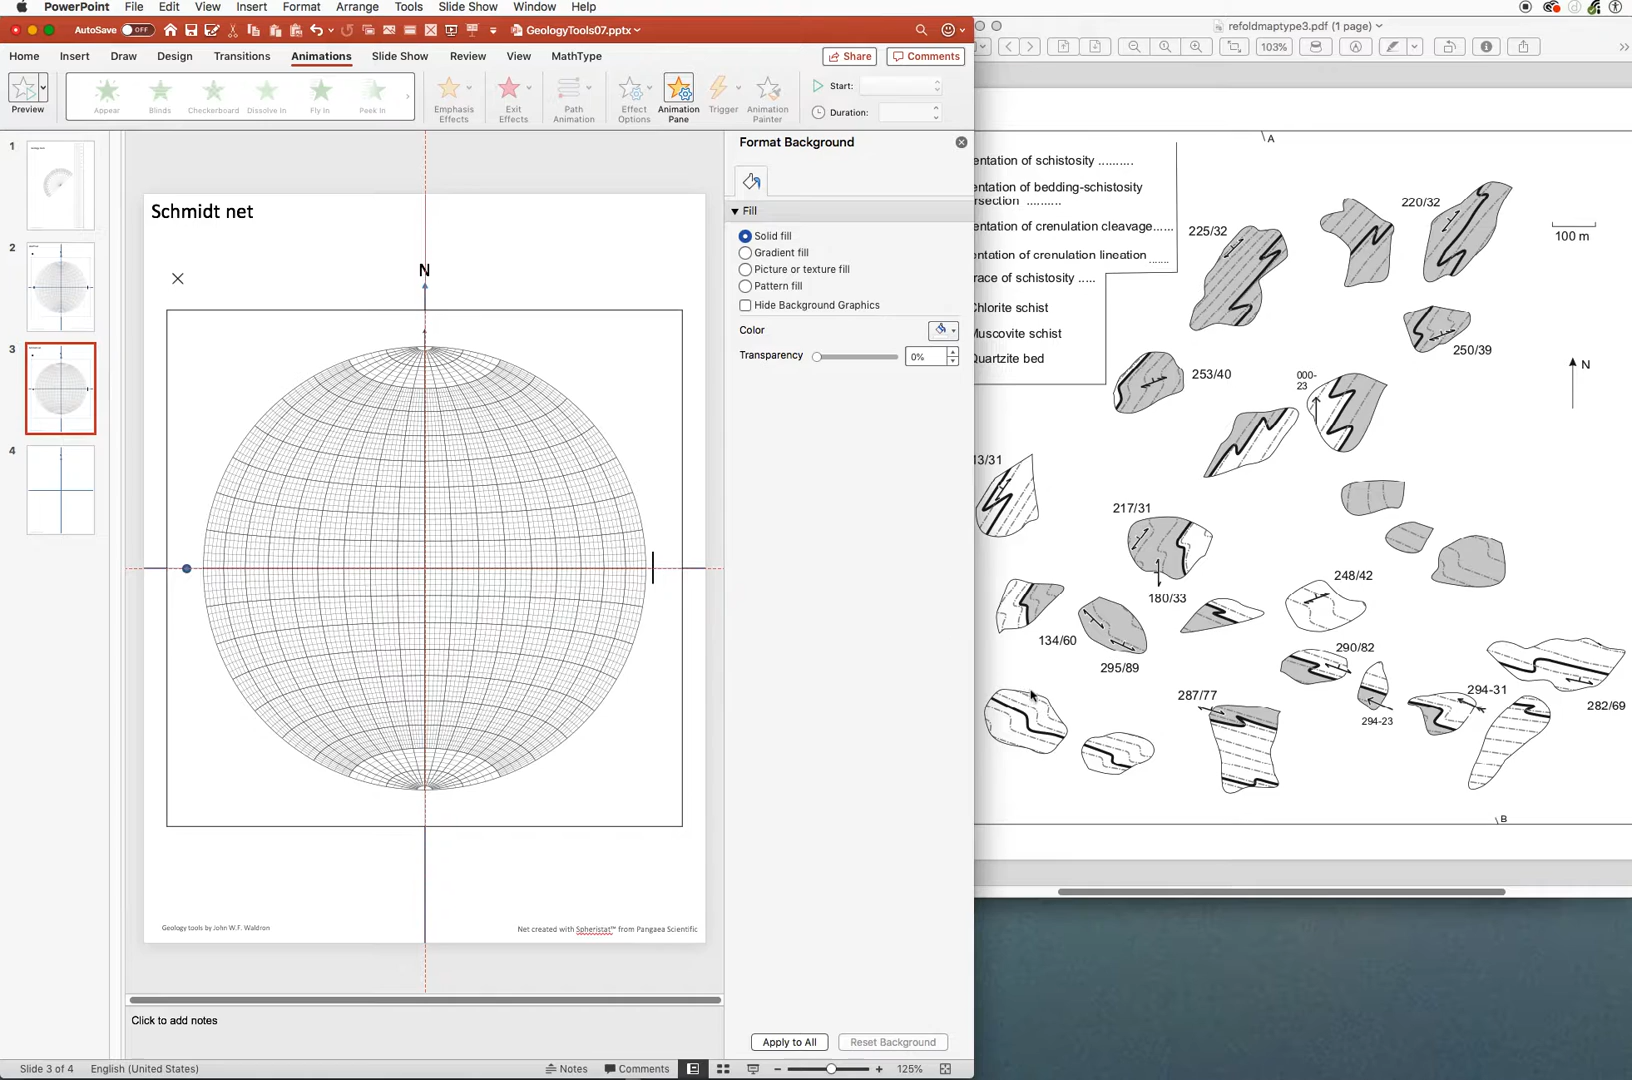 PowerPoint File Edit View Insert Format Arrange Tools Slide Show Window Help
AutoSave OFF GeologyTools07.pptx
Home Insert Draw Design Transitions Animations Slide Show Review View MathType Share Comments
Preview Appear Blinds Checkerboard Dissolve In Fly In Peek In
Emphasis Effects Exit Effects Path Animation Effect Options Animation Pane Trigger Animation Painter
Start:
Duration:
1
2
3
4
Schmidt net
N
Geology tools by John W.F. Waldron
Net created with Spheristat™ from Pangaea Scientific
Click to add notes
Format Background
Fill
Solid fill
Gradient fill
Picture or texture fill
Pattern fill
Hide Background Graphics
Color
Transparency 0%
Apply to All Reset Background
Slide 3 of 4 English (United States) Notes Comments 125%
refoldmaptype3.pdf (1 page)
103%
A
entation of schistosity ..........
entation of bedding-schistosity
rsection ..........
entation of crenulation cleavage......
entation of crenulation lineation .......
race of schistosity .....
Chlorite schist
Muscovite schist
Quartzite bed
220/32
225/32
100 m
250/39
253/40
000-
23
N
13/31
217/31
180/33
248/42
134/60
295/89
290/82
287/77
294-31
294-23
282/69
B